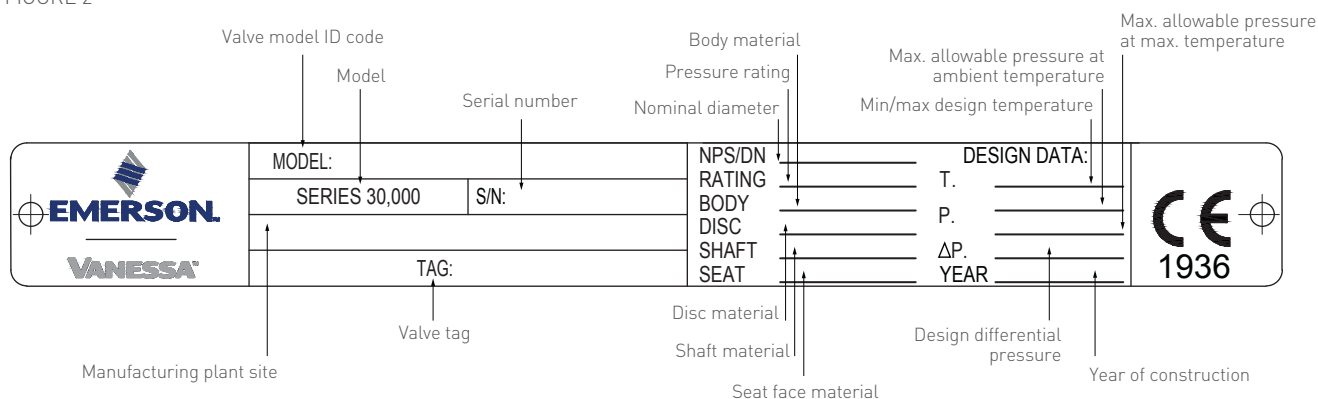 FIGURE 2
Max. allowable pressure
at max. temperature
Valve model ID code
Body material
Max. allowable pressure at
ambient temperature
Model
Pressure rating
Serial number
Nominal diameter
Min/max design temperature
MODEL:
SERIES 30,000
S/N:
TAG:
EMERSON.
VANESSA
NPS/DN
RATING
BODY
DISC
SHAFT
SEAT
DESIGN DATA:
T.
P.
ΔP.
YEAR
CE
1936
Disc material
Valve tag
Design differential
pressure
Shaft material
Manufacturing plant site
Year of construction
Seat face material